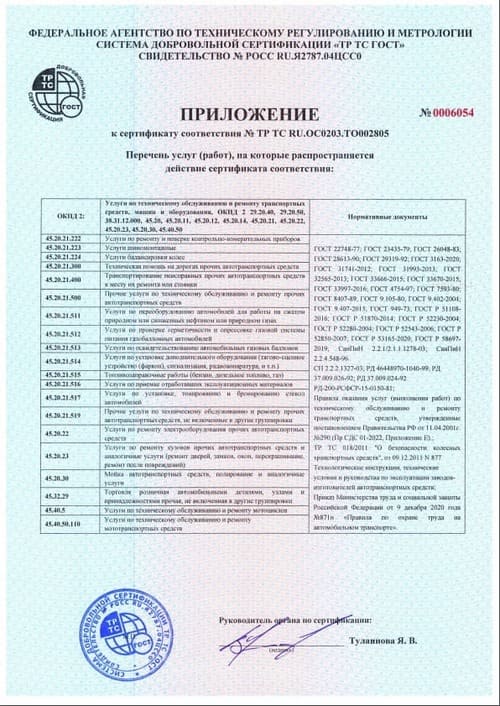 ФЕДЕРАЛЬНОЕ АГЕНТСТВО ПО ТЕХНИЧЕСКОМУ РЕГУЛИРОВАНИЮ И МЕТРОЛОГИИ
СИСТЕМА ДОБРОВОЛЬНОЙ СЕРТИФИКАЦИИ «ТР ТС ГОСТ»
СВИДЕТЕЛЬСТВО № РОСС RU.Я2787.04ЦСС0
ДОБРОВОЛЬНАЯ
ТР
ТС
ГОСТ
СЕРТИФИКАЦИЯ
ПРИЛОЖЕНИЕ
№0006054
к сертификату соответствия № ТР ТС RU.ОС0203.ТО002805
Перечень услуг (работ), на которые распространяется
действие сертификата соответствия:
ОКПД 2:
Услуги по техническому обслуживанию и ремонту транспортных
средств, машин и оборудования, ОКПД 2 29.20.40, 29.20.50,
30.31.12.000, 45.20, 45.20.11, 45.20.12, 45.20.14, 45.20.21, 45.20.22,
45.20.23, 45.20.30, 45.40.50
Нормативные документы
45.20.21.222 Услуги по ремонту и поверке контрольно-измерительных приборов
45.20.21.223 Услуги шиномонтажные
45.20.21.224 Услуги балансировки колес
45.20.21.300 Техническая помощь на дорогах прочих автотранспортных средств
45.20.21.400 Транспортирование неисправных прочих автотранспортных средств
к месту их ремонта или стоянки
45.20.21.500 Прочие услуги по техническому обслуживанию и ремонту прочих
автотранспортных средств
45.20.21.511 Услуги по переоборудованию автомобилей для работы на сжатом
природном или сжиженных нефтяном или природном газах
45.20.21.512 Услуги по проверке герметичности и опрессовке газовой системы
питания газобаллонных автомобилей
45.20.21.513 Услуги по освидетельствованию автомобильных газовых баллонов
45.20.21.514 Услуги по установке дополнительного оборудования (тягово-сцепное
устройство (фаркоп), сигнализация, радиоаппаратура, и т.п.)
45.20.21.515 Топливозаправочные работы (бензин, дизельное топливо, газ)
45.20.21.516 Услуги по приемке отработавших эксплуатационных материалов
45.20.21.517 Услуги по установке, тонированию и бронированию стекол
автомобилей
45.20.21.519 Прочие услуги по техническому обслуживанию и ремонту прочих
автотранспортных средств, не включенные в другие группировки
45.20.22 Услуги по ремонту электрооборудования прочих автотранспортных
средств
45.20.23 Услуги по ремонту кузовов прочих автотранспортных средств и
аналогичные услуги (ремонт дверей, замков, окон, перекрашивание,
ремонт после повреждений)
45.20.30 Мойка автотранспортных средств, полирование и аналогичные
услуги
45.32.29 Торговля розничная автомобильными деталями, узлами и
принадлежностями прочая, не включенная в другие группировки
45.40.5 Услуги по техническому обслуживанию и ремонту мотоциклов
45.40.50.110 Услуги по техническому обслуживанию и ремонту
мототранспортных средств
ГОСТ 22748-77; ГОСТ 23435-79; ГОСТ 26048-83;
ГОСТ 28613-90; ГОСТ 29319-92; ГОСТ 3163-2020;
ГОСТ 31741-2012; ГОСТ 31993-2013; ГОСТ
32565-2013; ГОСТ 33666-2015; ГОСТ 33670-2015,
ГОСТ 33997-2016; ГОСТ 4754-97; ГОСТ 7593-80;
ГОСТ 8407-89, ГОСТ 9.105-80, ГОСТ 9.402-2004;
ГОСТ 9.407-2015, ГОСТ 949-73; ГОСТ Р 51108-
2016; ГОСТ Р 51870-2014; ГОСТ Р 52230-2004;
ГОСТ Р 52280-2004; ГОСТ Р 52543-2006; ГОСТ Р
52850-2007, ГОСТ Р 53165-2020; ГОСТ Р 58697-
2019, СанПиН 2.2.1/2.1.1.1278-03; СанПиН
2.2.4.548-96
СП 2.2.2.1327-03; РД 46448970-1040-99; РД
37.009.026-92; РД 37.009.024-92
РД-200-РСФСР-15-0150-81;
Правила оказания услуг (выполнения работ) по
техническому обслуживанию и ремонту
автомототранспортных средств, утвержденные
постановлением Правительства РФ от 11.04.2001г.
№290 (Пр СДС 01-2022, Приложение Е);
ТР ТС 018/2011 "О безопасности колесных
транспортных средств", от 09.12.2011 N 877
Технологические инструкции, технические
условия и руководства по эксплуатации заводов-
изготовителей автотранспортных средств;
Приказ Министерства труда и социальной защиты
Российской Федерации от 9 декабря 2020 года
№871н «Правила по охране труда на
автомобильном транспорте».
Руководитель органа по сертификации:
Тулаинова Я. В.
(подпись)
СИСТЕМА ДОБРОВОЛЬНОЙ СЕРТИФИКАЦИИ ТР ТС ГОСТ
СВИДЕТЕЛЬСТВО № РОСС RU.Я2787.04ЦСС0
ТР
ТС
ГОСТ